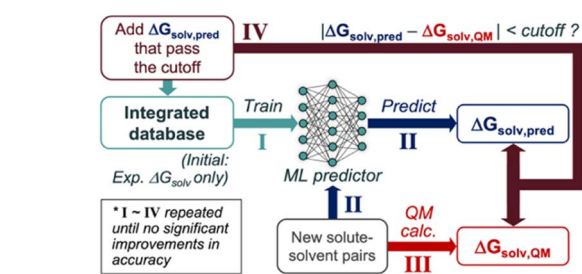 Add ΔGsolv,pred
that pass
the cutoff
IV
|ΔGsolv,pred − ΔGsolv,QM| < cutoff ?
Integrated
database
Train
I
Predict
II
ΔGsolv,pred
(Initial:
Exp. ΔGsolv only)
ML predictor
II
* I ~ IV repeated
until no significant
improvements in
accuracy
New solute-
solvent pairs
QM
calc.
III
ΔGsolv,QM